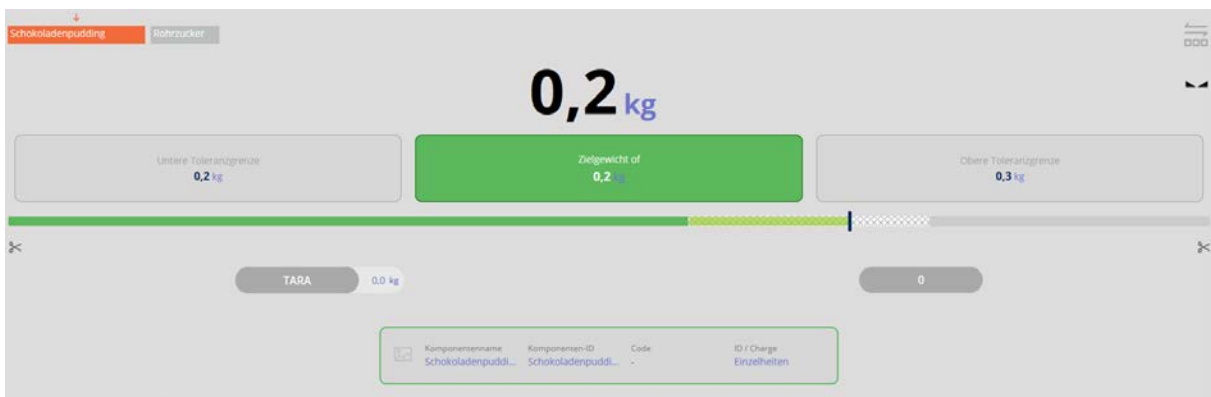 Schokoladenpudding Rohrzucker
0,2 kg
Untere Toleranzgrenze
0,2 kg
Zielgewicht of
0,2 kg
Obere Toleranzgrenze
0,3 kg
TARA 0,0 kg
0
Komponentenname Komponenten-ID Code ID / Charge
Schokoladenpuddi... Schokoladenpuddi... - Einzelheiten